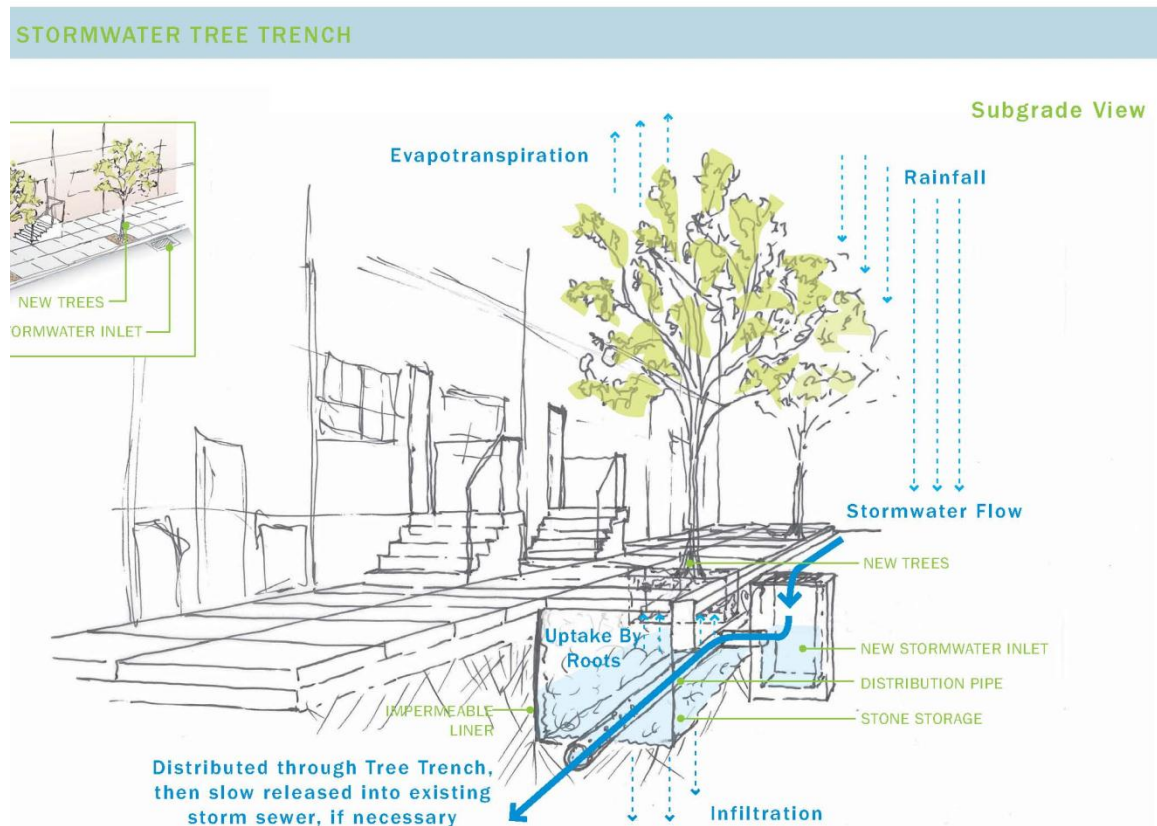 STORMWATER TREE TRENCH
Subgrade View
Evapotranspiration
Rainfall
NEW TREES
ORMWATER INLET
Stormwater Flow
NEW TREES
Uptake By
Roots
NEW STORMWATER INLET
DISTRIBUTION PIPE
IMPERMEABLE
LINER
STONE STORAGE
Distributed through Tree Trench,
then slow released into existing
storm sewer, if necessary
Infiltration